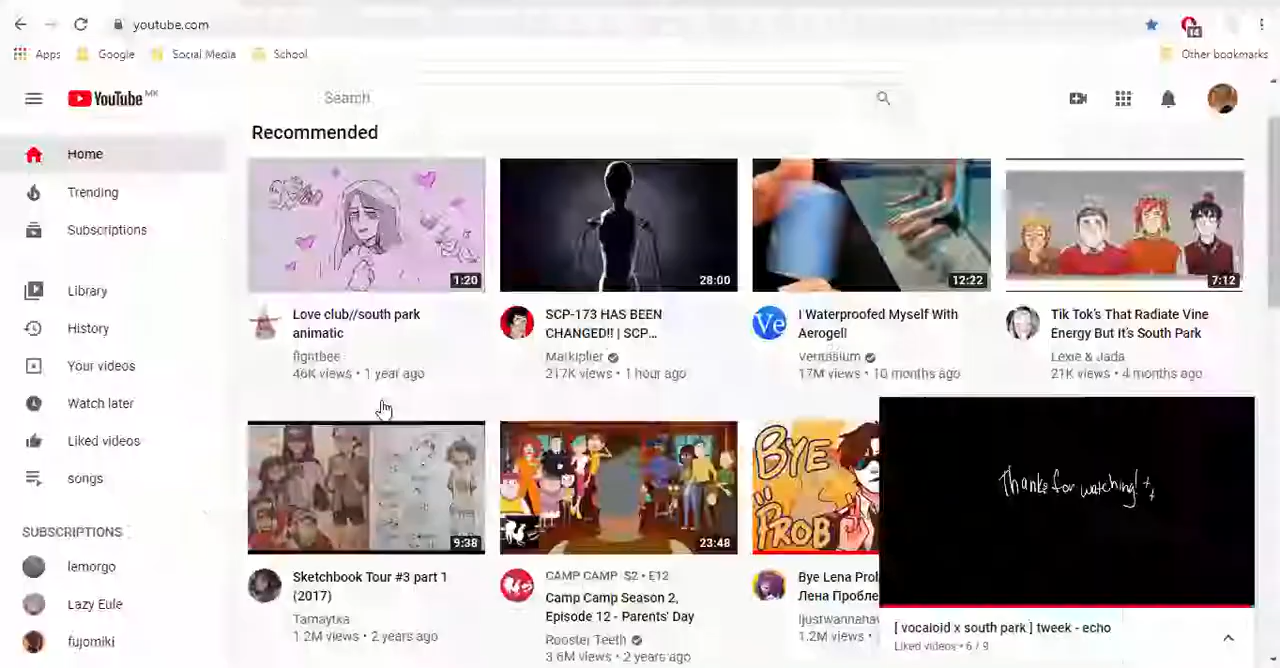 youtube.com
14
Apps Google Social Media School Other bookmarks
YouTube MK
Search
Recommended
Home
Trending
Subscriptions
Library
History
Your videos
Watch later
Liked videos
songs
SUBSCRIPTIONS
lemorgo
Lazy Eule
fujomiki
1:20
Love club//south park
animatic
fightbee
46K views • 1 year ago
28:00
SCP-173 HAS BEEN
CHANGED!! | SCP...
Markiplier
217K views • 1 hour ago
12:22
Ve
I Waterproofed Myself With
Aerogel!
Veritasium
17M views • 10 months ago
7:12
Tik Tok's That Radiate Vine
Energy But It's South Park
Lexie & Jada
21K views • 4 months ago
9:38
Sketchbook Tour #3 part 1
(2017)
Tamaytka
1.2M views • 2 years ago
23:48
CAMP CAMP S2 • E12
Camp Camp Season 2,
Episode 12 - Parents' Day
Rooster Teeth
3.6M views • 2 years ago
BYE
PROB
Bye Lena Prol
Лена Пробле
Ijustwannahav
1.2M views •
Thanks for watching!
[ vocaloid x south park ] tweek - echo
Liked videos • 6 / 9